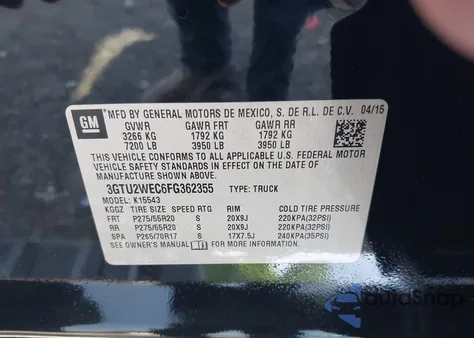 GM
MFD BY GENERAL MOTORS DE MEXICO, S. DE R.L. DE C.V. 04/15
GVWR GAWR FRT GAWR RR
3266 KG 1792 KG 1792 KG
7200 LB 3950 LB 3950 LB
THIS VEHICLE CONFORMS TO ALL APPLICABLE U.S. FEDERAL MOTOR
VEHICLE SAFETY STANDARDS IN EFFECT ON THE DATE OF
MANUFACTURE SHOWN ABOVE.
3GTU2WEC6FG362355 TYPE: TRUCK
MODEL: K15543
KGGZ TIRE SIZE SPEED RTG RIM COLD TIRE PRESSURE
FRT P275/55R20 S 20X9J 220KPA(32PSI)
RR P275/55R20 S 20X9J 220KPA(32PSI)
SPA P265/70R17 S 17X7.5J 240KPA(35PSI)
SEE OWNER'S MANUAL FOR MORE INFORMATION.
AutoSnap